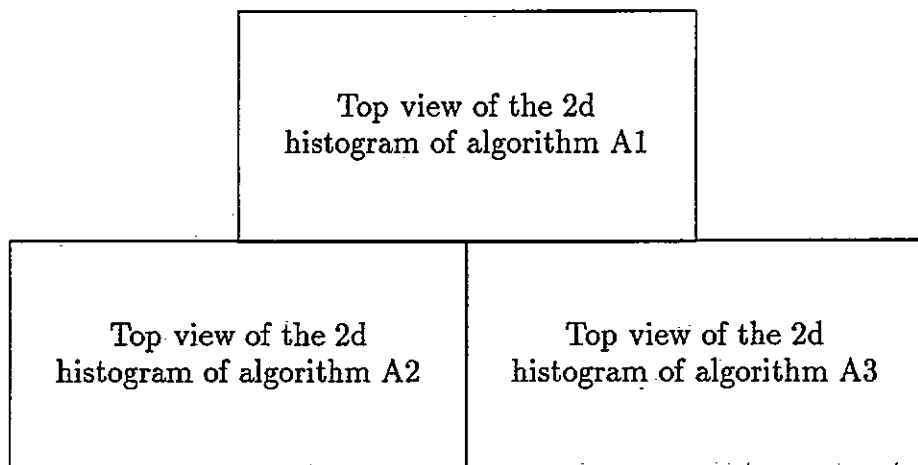 Top view of the 2d
histogram of algorithm A1
Top view of the 2d
histogram of algorithm A2
Top view of the 2d
histogram of algorithm A3